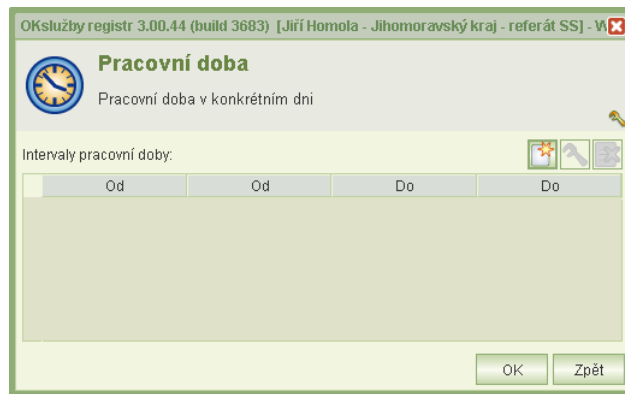 OKslužby registr 3.00.44 (build 3683) [Jiří Homola - Jihomoravský kraj - referát SS] - W
Pracovní doba
Pracovní doba v konkrétním dni
Intervaly pracovní doby:
Od Od Do Do
OK Zpět